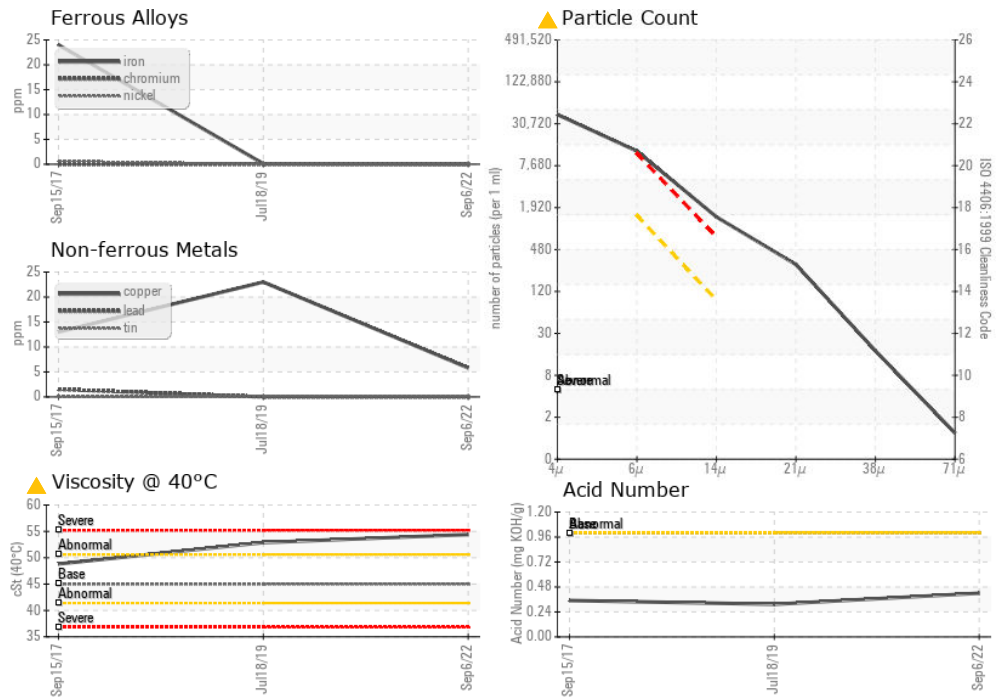 Ferrous Alloys
25
20
15
10
5
0
ppm
iron
chromium
nickel
Sep15/17
Jul18/19
Sep6/22
Non-ferrous Metals
25
20
15
10
5
0
ppm
copper
lead
tin
Sep15/17
Jul18/19
Sep6/22
Viscosity @ 40°C
60
55
50
45
40
35
cSt (40°C)
Severe
Abnormal
Base
Abnormal
Severe
Sep15/17
Jul18/19
Sep6/22
Particle Count
491,520
122,880
30,720
7,680
1,920
480
120
30
8
2
0
number of particles (per 1 ml)
26
24
22
20
18
16
14
12
10
8
6
ISO 4406:1999 Cleanliness Code
Abnormal
4µ
6µ
14µ
21µ
38µ
71µ
Acid Number
1.20
0.96
0.72
0.48
0.24
0.00
Acid Number (mg KOH/g)
Abnormal
Sep15/17
Jul18/19
Sep6/22